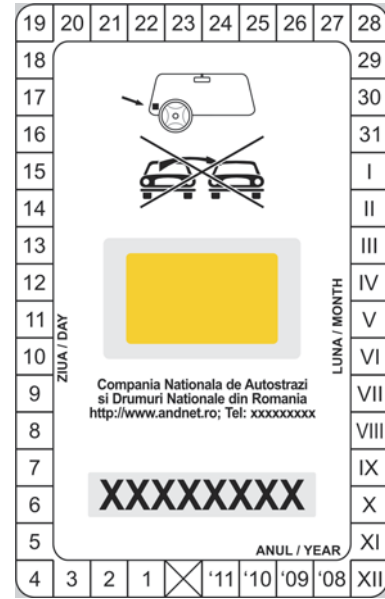 19 20 21 22 23 24 25 26 27 28
18 29
17 30
16 31
15 I
14 II
13 III
12 IV
11 V
10 VI
9 VII
8 VIII
7 IX
6 X
5 XI
4 3 2 1 '11 '10 '09 '08 XII
ZIUA / DAY
LUNA / MONTH
Compania Nationala de Autostrazi
si Drumuri Nationale din Romania
http://www.andnet.ro; Tel: xxxxxxxxx
XXXXXXXX
ANUL / YEAR